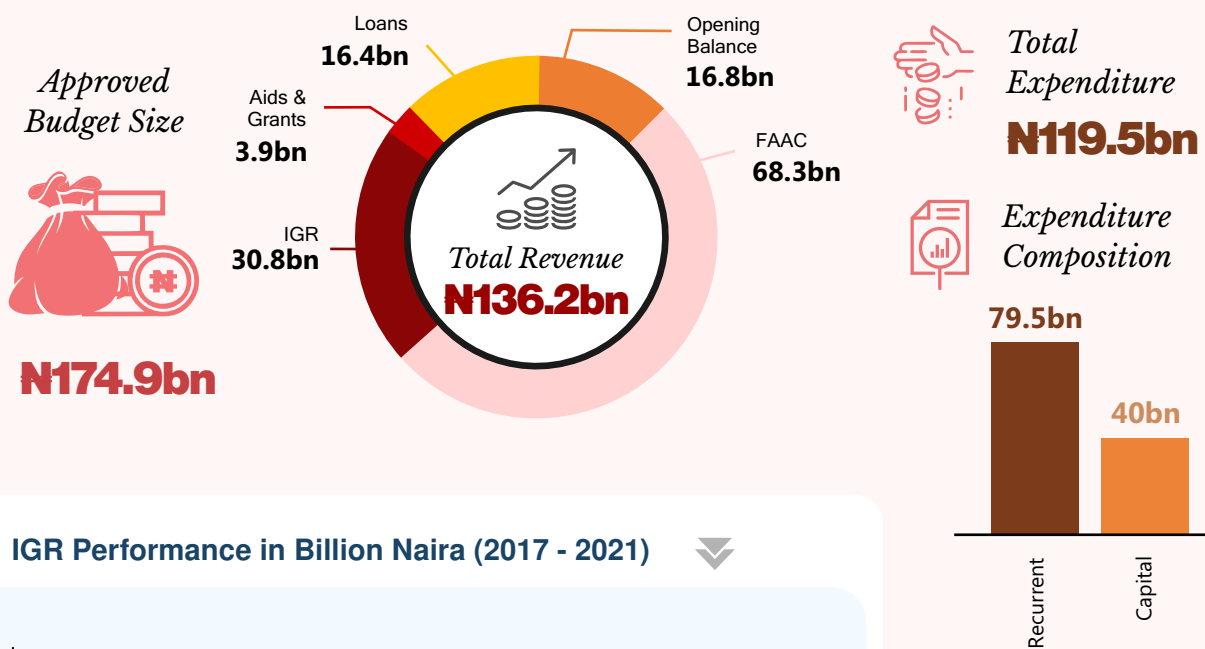 Approved
Budget Size
₦
₦174.9bn
Loans
16.4bn
Aids &
Grants
3.9bn
IGR
30.8bn
Opening
Balance
16.8bn
FAAC
68.3bn
Total Revenue
₦136.2bn
Total
Expenditure
₦119.5bn
Expenditure
Composition
79.5bn
40bn
Recurrent
Capital
IGR Performance in Billion Naira (2017 - 2021)